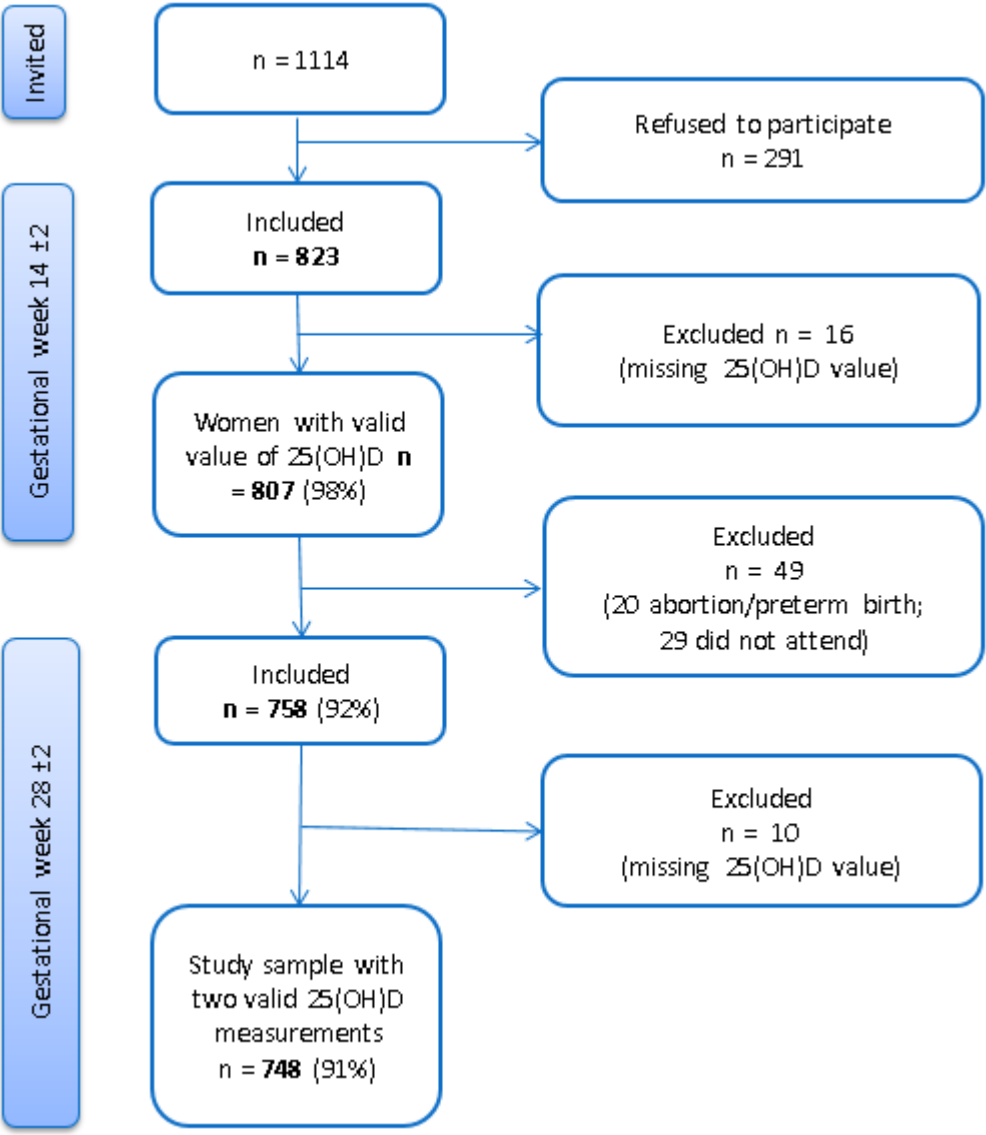 Invited
n = 1114
Refused to participate
n = 291
Gestational week 14 ±2
Included
n = 823
Excluded n = 16
(missing 25(OH)D value)
Women with valid
value of 25(OH)D n
= 807 (98%)
Excluded
n = 49
(20 abortion/preterm birth;
29 did not attend)
Gestational week 28 ±2
Included
n = 758 (92%)
Excluded
n = 10
(missing 25(OH)D value)
Study sample with
two valid 25(OH)D
measurements
n = 748 (91%)